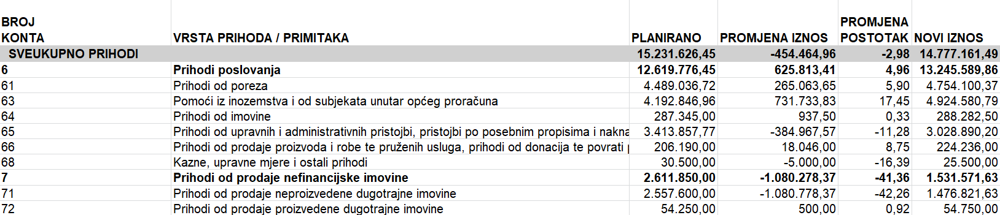 BROJ KONTA VRSTA PRIHODA / PRIMITAKA PLANIRANO PROMJENA IZNOS PROMJENA POSTOTAK NOVI IZNOS
SVEUKUPNO PRIHODI 15.231.626,45 -454.464,96 -2,98 14.777.161,49
6 Prihodi poslovanja 12.619.776,45 625.813,41 4,96 13.245.589,86
61 Prihodi od poreza 4.489.036,72 265.063,65 5,90 4.754.100,37
63 Pomoći iz inozemstva i od subjekata unutar općeg proračuna 4.192.846,96 731.733,83 17,45 4.924.580,79
64 Prihodi od imovine 287.345,00 937,50 0,33 288.282,50
65 Prihodi od upravnih i administrativnih pristojbi, pristojbi po posebnim propisima i nakna 3.413.857,77 -384.967,57 -11,28 3.028.890,20
66 Prihodi od prodaje proizvoda i robe te pruženih usluga, prihodi od donacija te povrati 206.190,00 18.046,00 8,75 224.236,00
68 Kazne, upravne mjere i ostali prihodi 30.500,00 -5.000,00 -16,39 25.500,00
7 Prihodi od prodaje nefinancijske imovine 2.611.850,00 -1.080.278,37 -41,36 1.531.571,63
71 Prihodi od prodaje neproizvedene dugotrajne imovine 2.557.600,00 -1.080.778,37 -42,26 1.476.821,63
72 Prihodi od prodaje proizvedene dugotrajne imovine 54.250,00 500,00 0,92 54.750,00